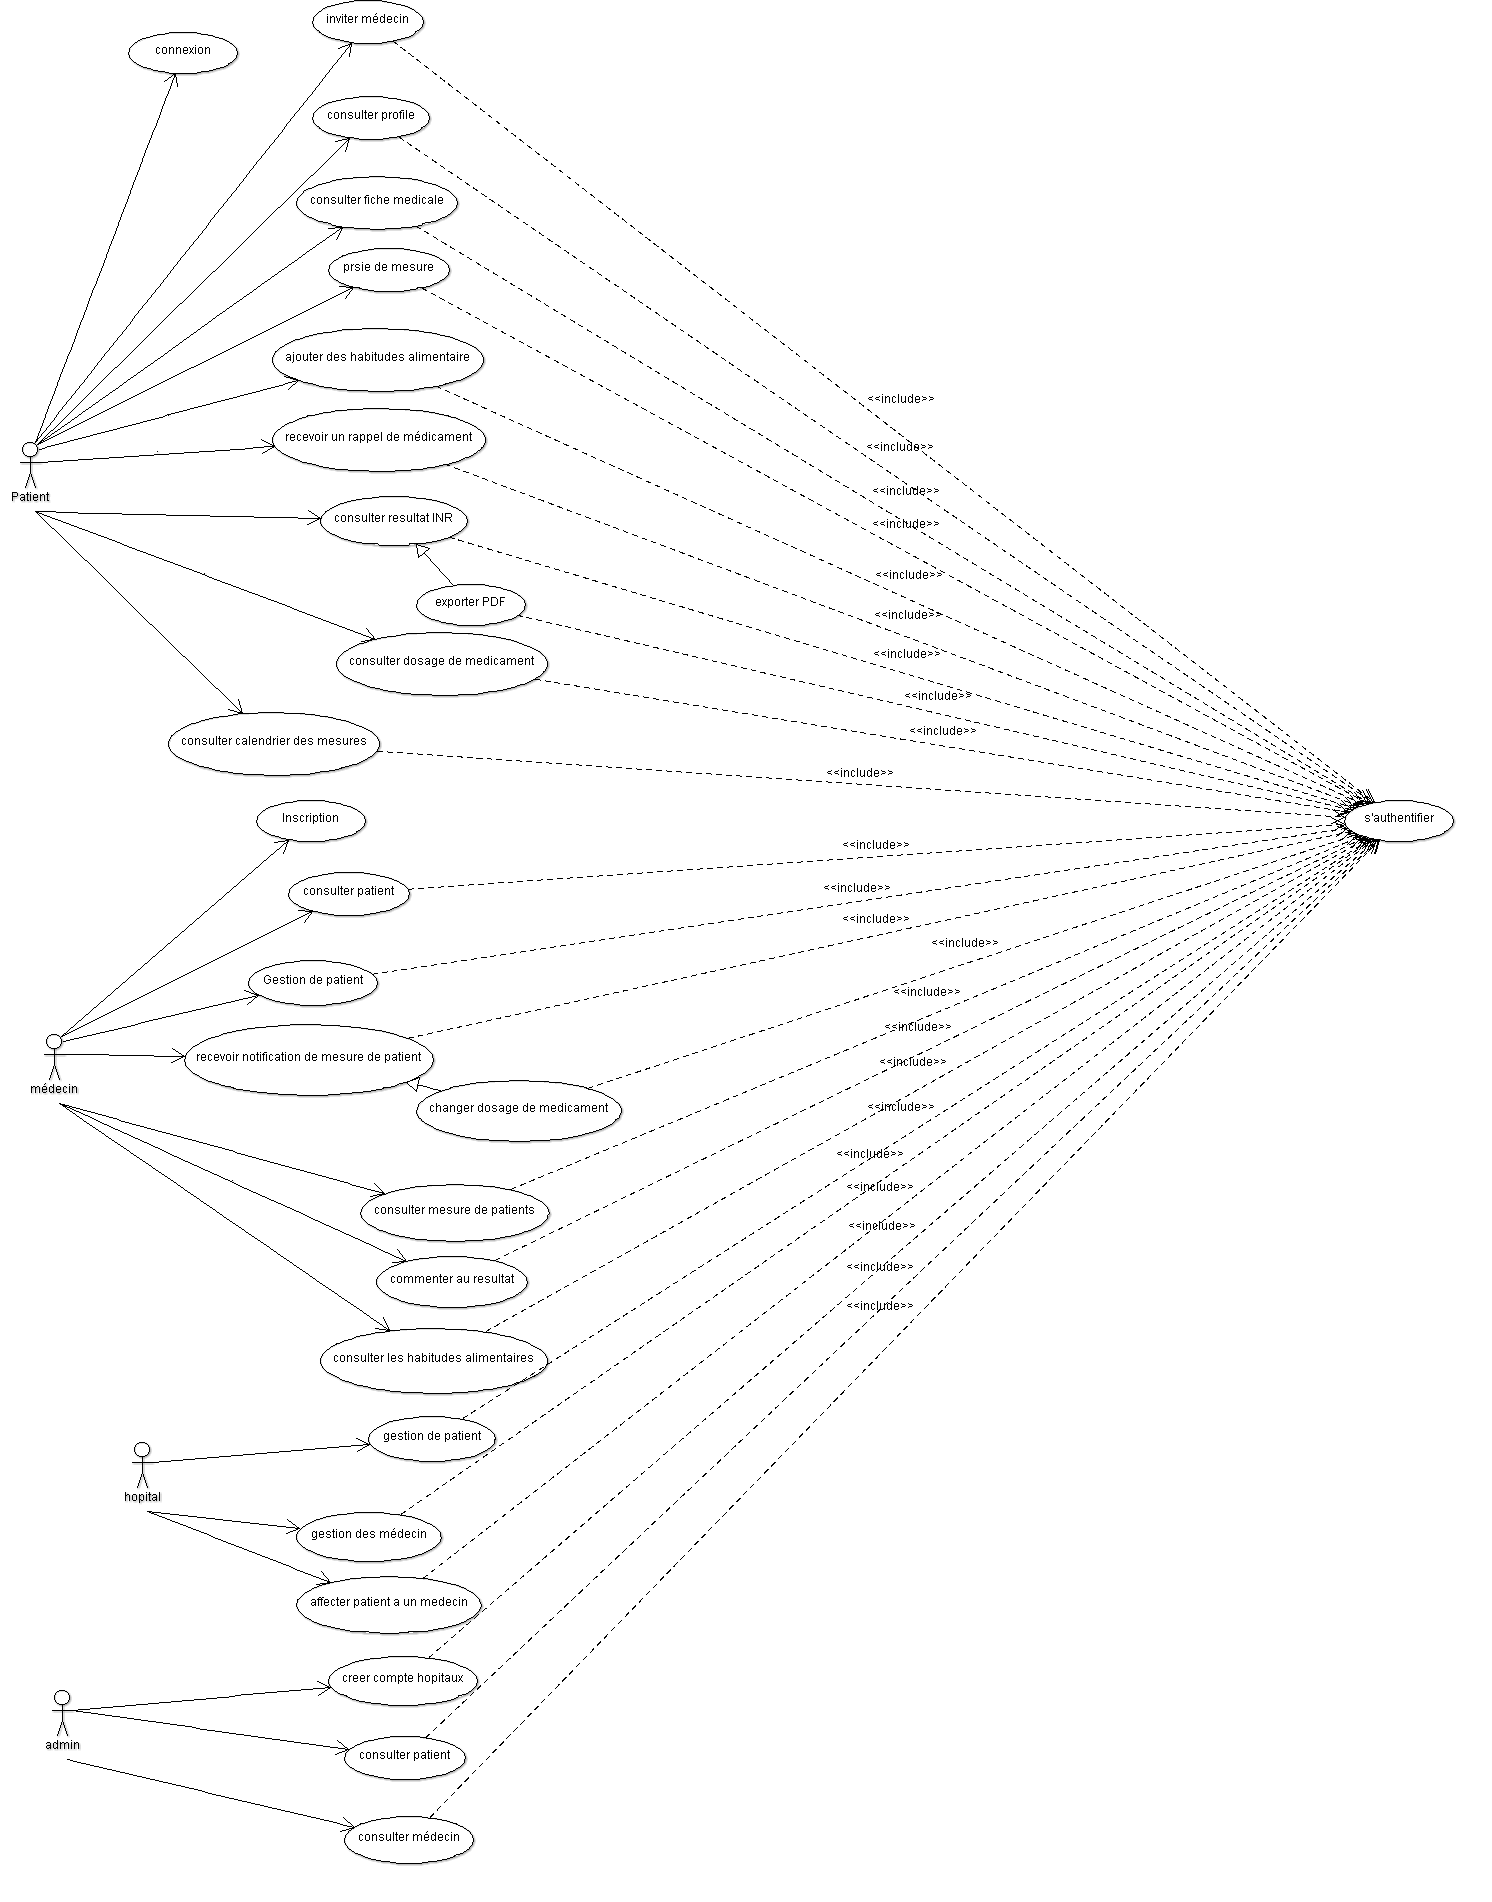 inviter médecin
connexion
consulter profile
consulter fiche medicale
prsie de mesure
ajouter des habitudes alimentaire
<<include>>
recevoir un rappel de médicament
<<include>>
Patient
<<include>>
consulter resultat INR
<<include>>
<<include>>
exporter PDF
<<include>>
<<include>>
consulter dosage de medicament
<<include>>
<<include>>
consulter calendrier des mesures
<<include>>
Inscription
s'authentifier
<<include>>
consulter patient
<<include>>
<<include>>
<<include>>
Gestion de patient
<<include>>
<<include>>
recevoir notification de mesure de patient
<<include>>
médecin
changer dosage de medicament
<<include>>
<<include>>
<<include>>
consulter mesure de patients
<<include>>
<<include>>
commenter au resultat
<<include>>
consulter les habitudes alimentaires
gestion de patient
hopital
gestion des médecin
affecter patient a un medecin
creer compte hopitaux
admin
consulter patient
consulter médecin